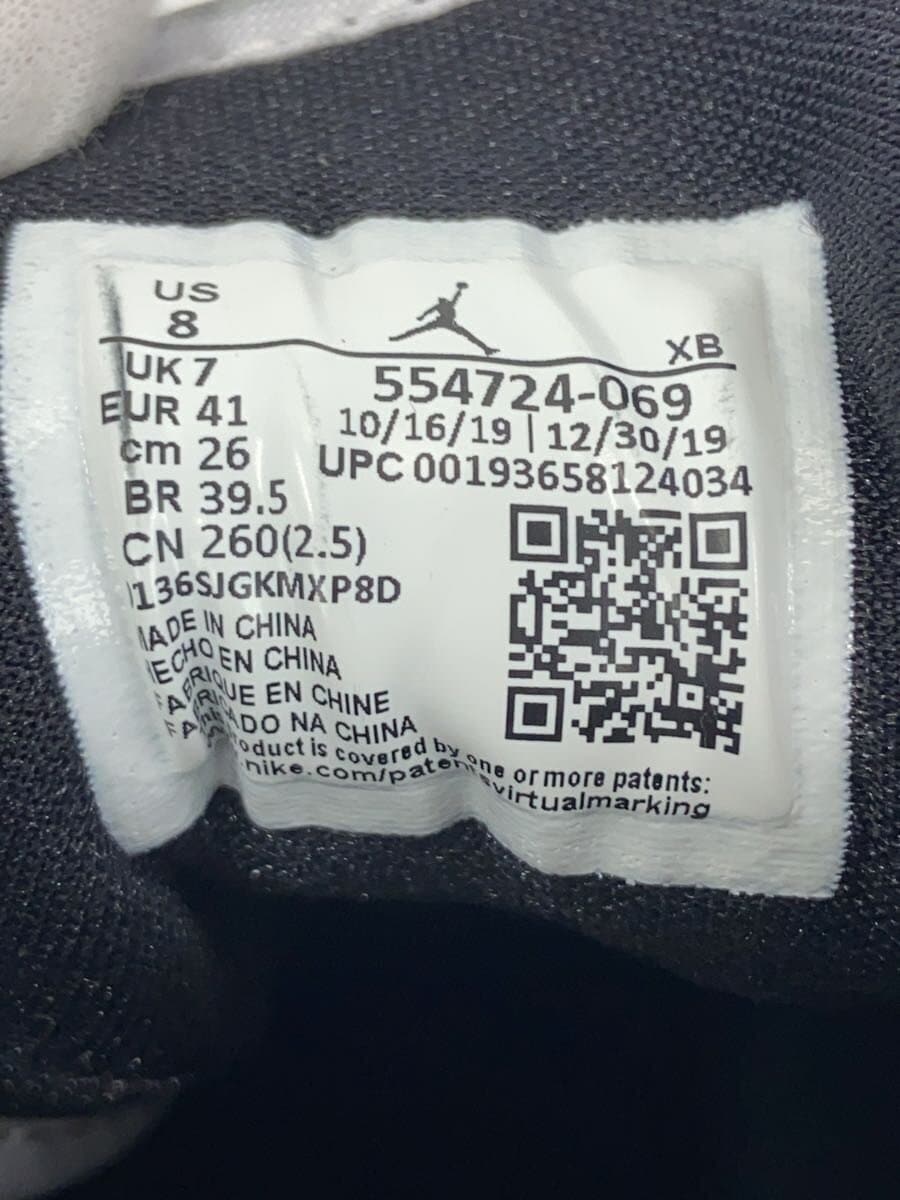 US
8
XB
UK 7
554724-069
EUR 41
10/16/19 | 12/30/19
cm 26
UPC 00193658124034
BR 39.5
CN 260(2.5)
136SJGKMXP8D
MADE IN CHINA
HECHO EN CHINA
FABRIQUE EN CHINE
FABRICADO NA CHINA
product is covered by one or more patents:
nike.com/patentsvirtualmarking